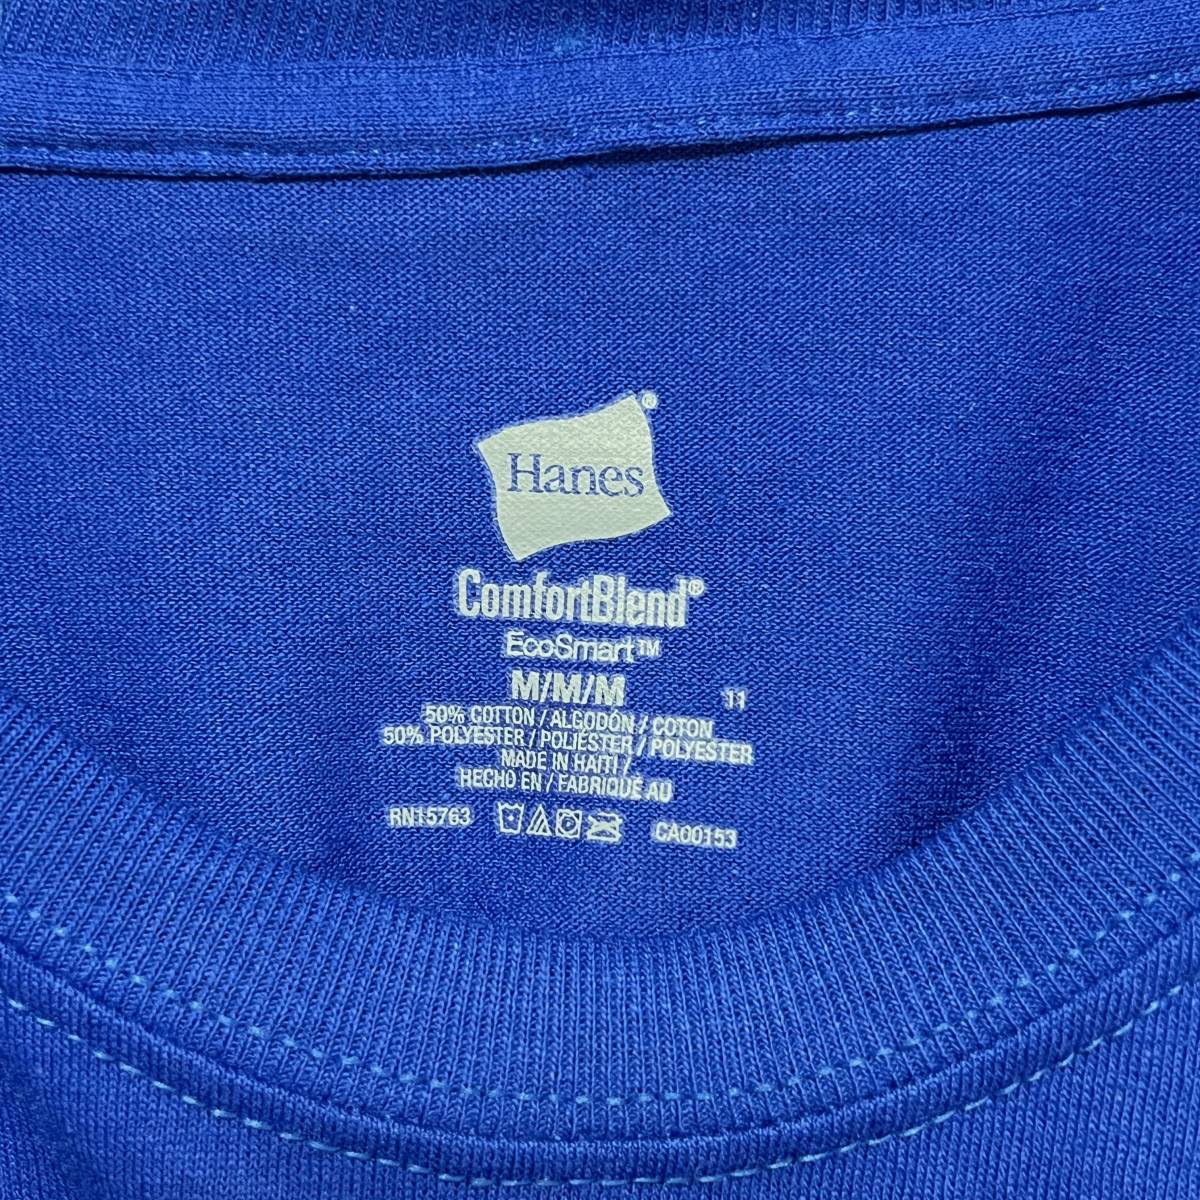 Hanes®
ComfortBlend®
EcoSmart™
M/M/M 11
50% COTTON / ALGODÓN / COTON
50% POLYESTER / POLIÉSTER / POLYESTER
MADE IN HAITI /
HECHO EN / FABRIQUÉ AU
RN15763 CA00153